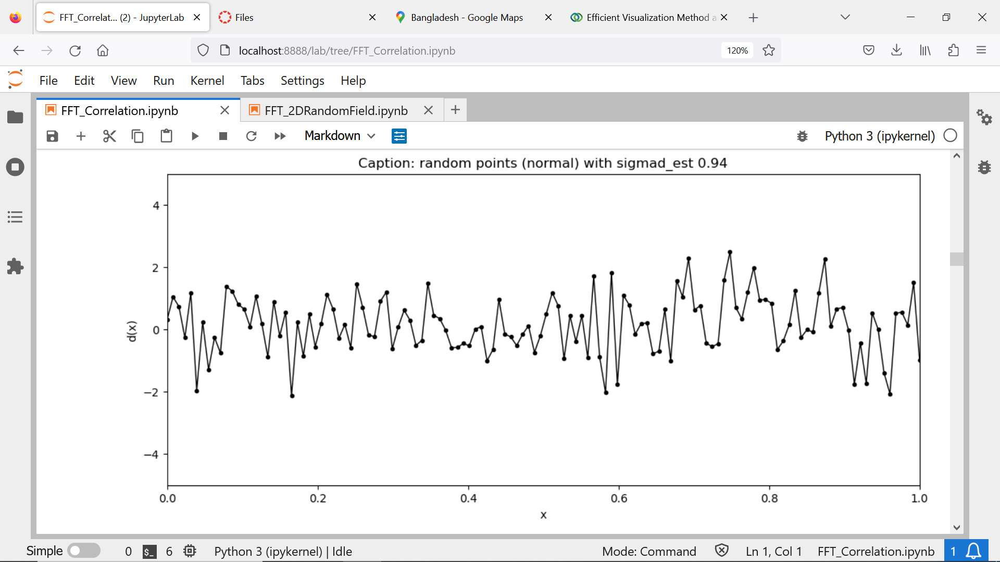 FFT_Correlat... (2) - JupyterLab
Files
Bangladesh - Google Maps
Efficient Visualization Method a
localhost:8888/lab/tree/FFT_Correlation.ipynb
120%
File Edit View Run Kernel Tabs Settings Help
FFT_Correlation.ipynb
FFT_2DRandomField.ipynb
Markdown
Python 3 (ipykernel)
Caption: random points (normal) with sigmad_est 0.94
4
2
0
−2
−4
d(x)
0.0 0.2 0.4 0.6 0.8 1.0
x
Simple 0 $_ 6 Python 3 (ipykernel) | Idle Mode: Command Ln 1, Col 1 FFT_Correlation.ipynb 1